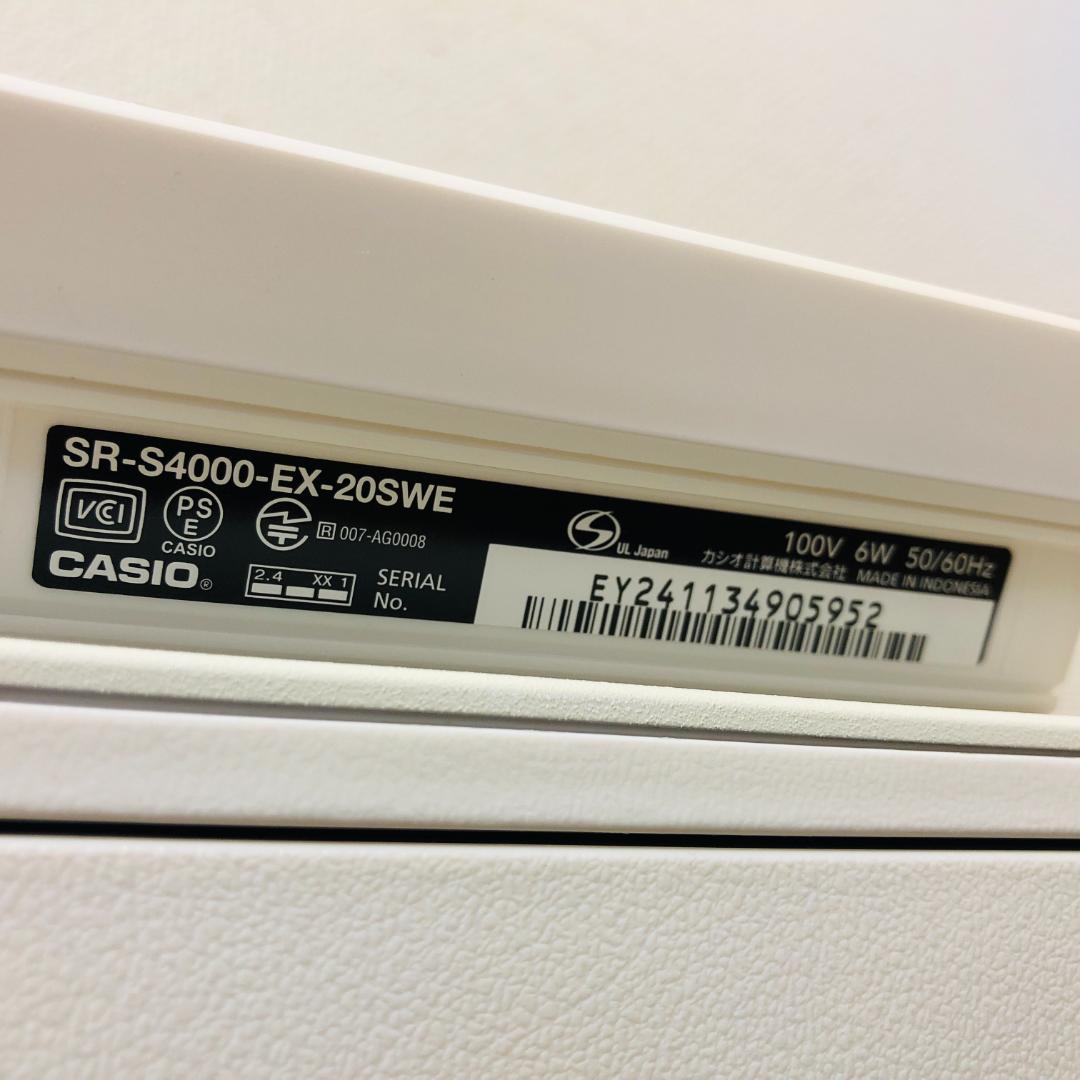 SR-S4000-EX-20SWE
VCI
PS
E
CASIO
R 007-AG0008
CASIO®
2.4 XX 1
SERIAL
No.
UL Japan
100V 6W 50/60Hz
カシオ計算機株式会社 MADE IN INDONESIA
EY241134905952